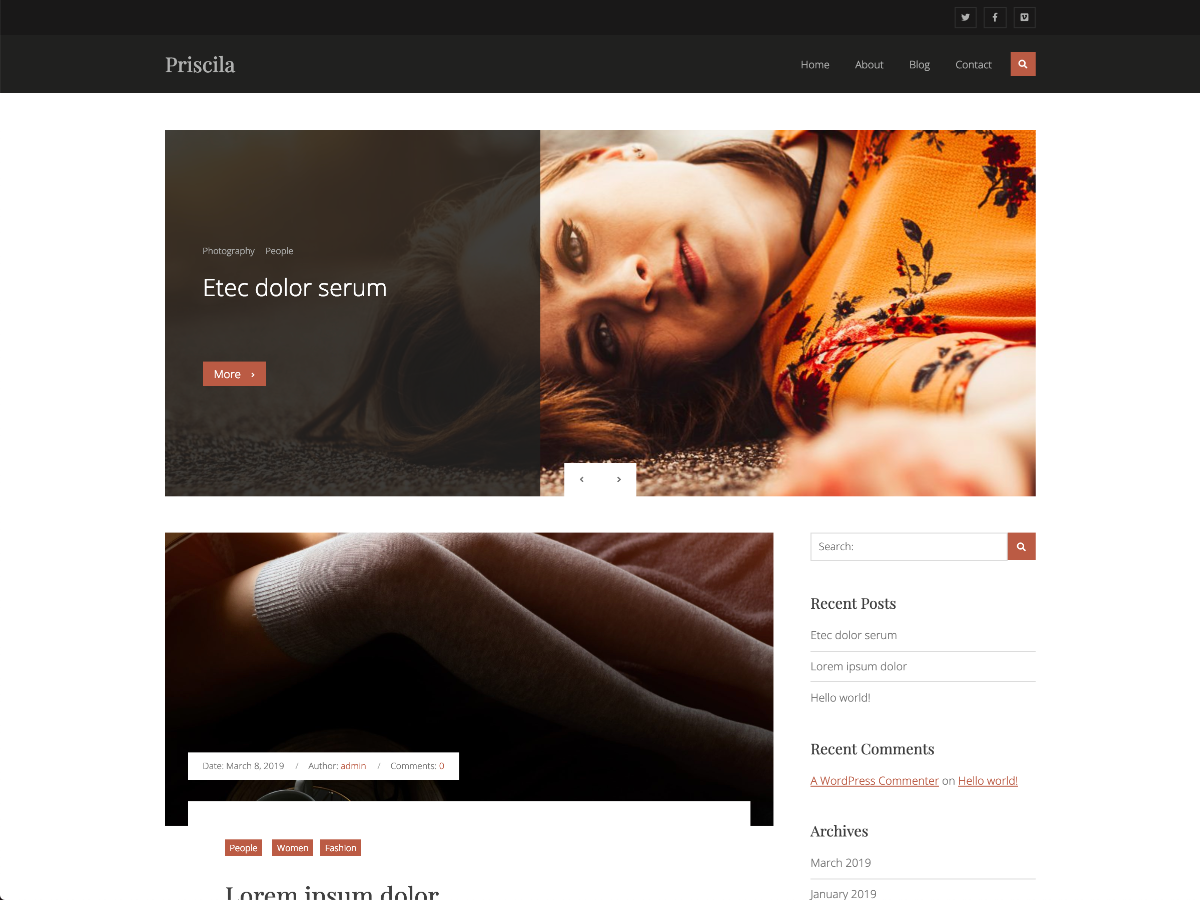 Priscila
Home About Blog Contact
Photography People
Etec dolor serum
More
Date: March 8, 2019 / Author: admin / Comments: 0
People Women Fashion
Lorem ipsum dolor
Search:
Recent Posts
Etec dolor serum
Lorem ipsum dolor
Hello world!
Recent Comments
A WordPress Commenter on Hello world!
Archives
March 2019
January 2019